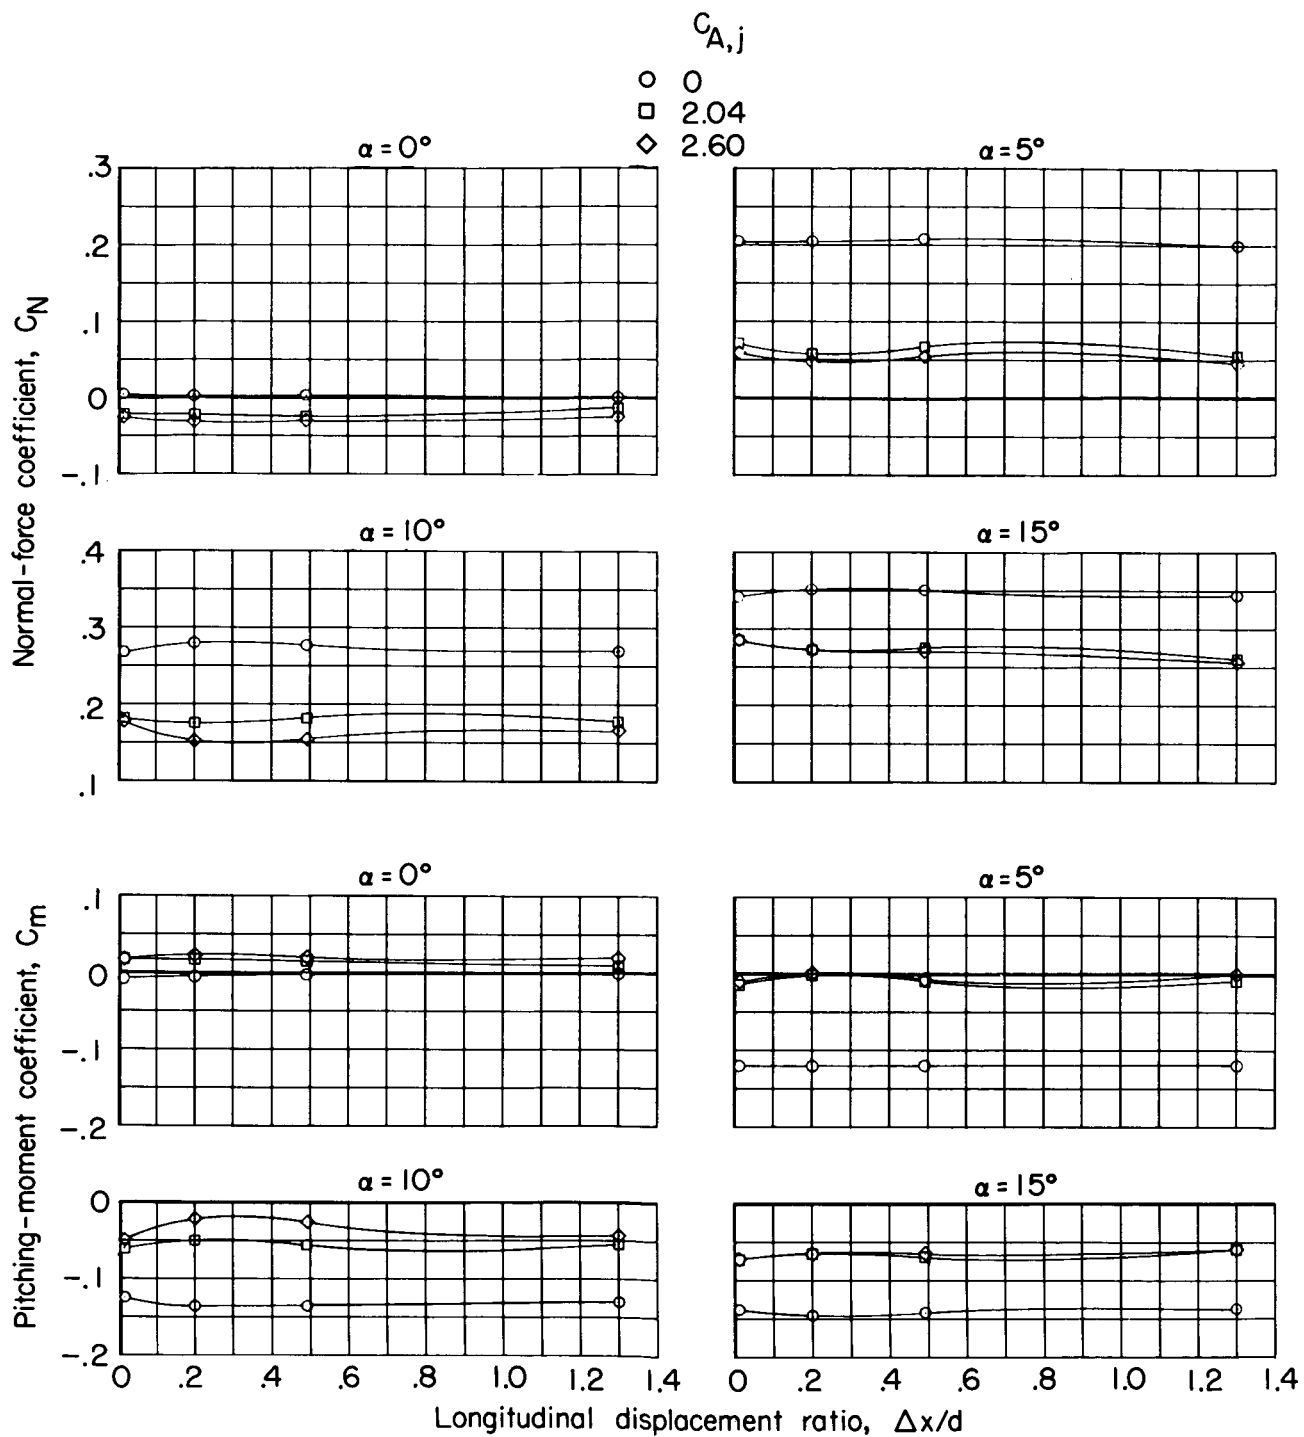 C_A,j
○ 0
□ 2.04
◇ 2.60
α = 0°
α = 5°
.3
.2
.1
0
-.1
Normal-force coefficient, C_N
α = 10°
α = 15°
.4
.3
.2
.1
α = 0°
α = 5°
.1
0
-.1
-.2
Pitching-moment coefficient, C_m
α = 10°
α = 15°
0
-.1
-.2
0 .2 .4 .6 .8 1.0 1.2 1.4
0 .2 .4 .6 .8 1.0 1.2 1.4
Longitudinal displacement ratio, Δx/d